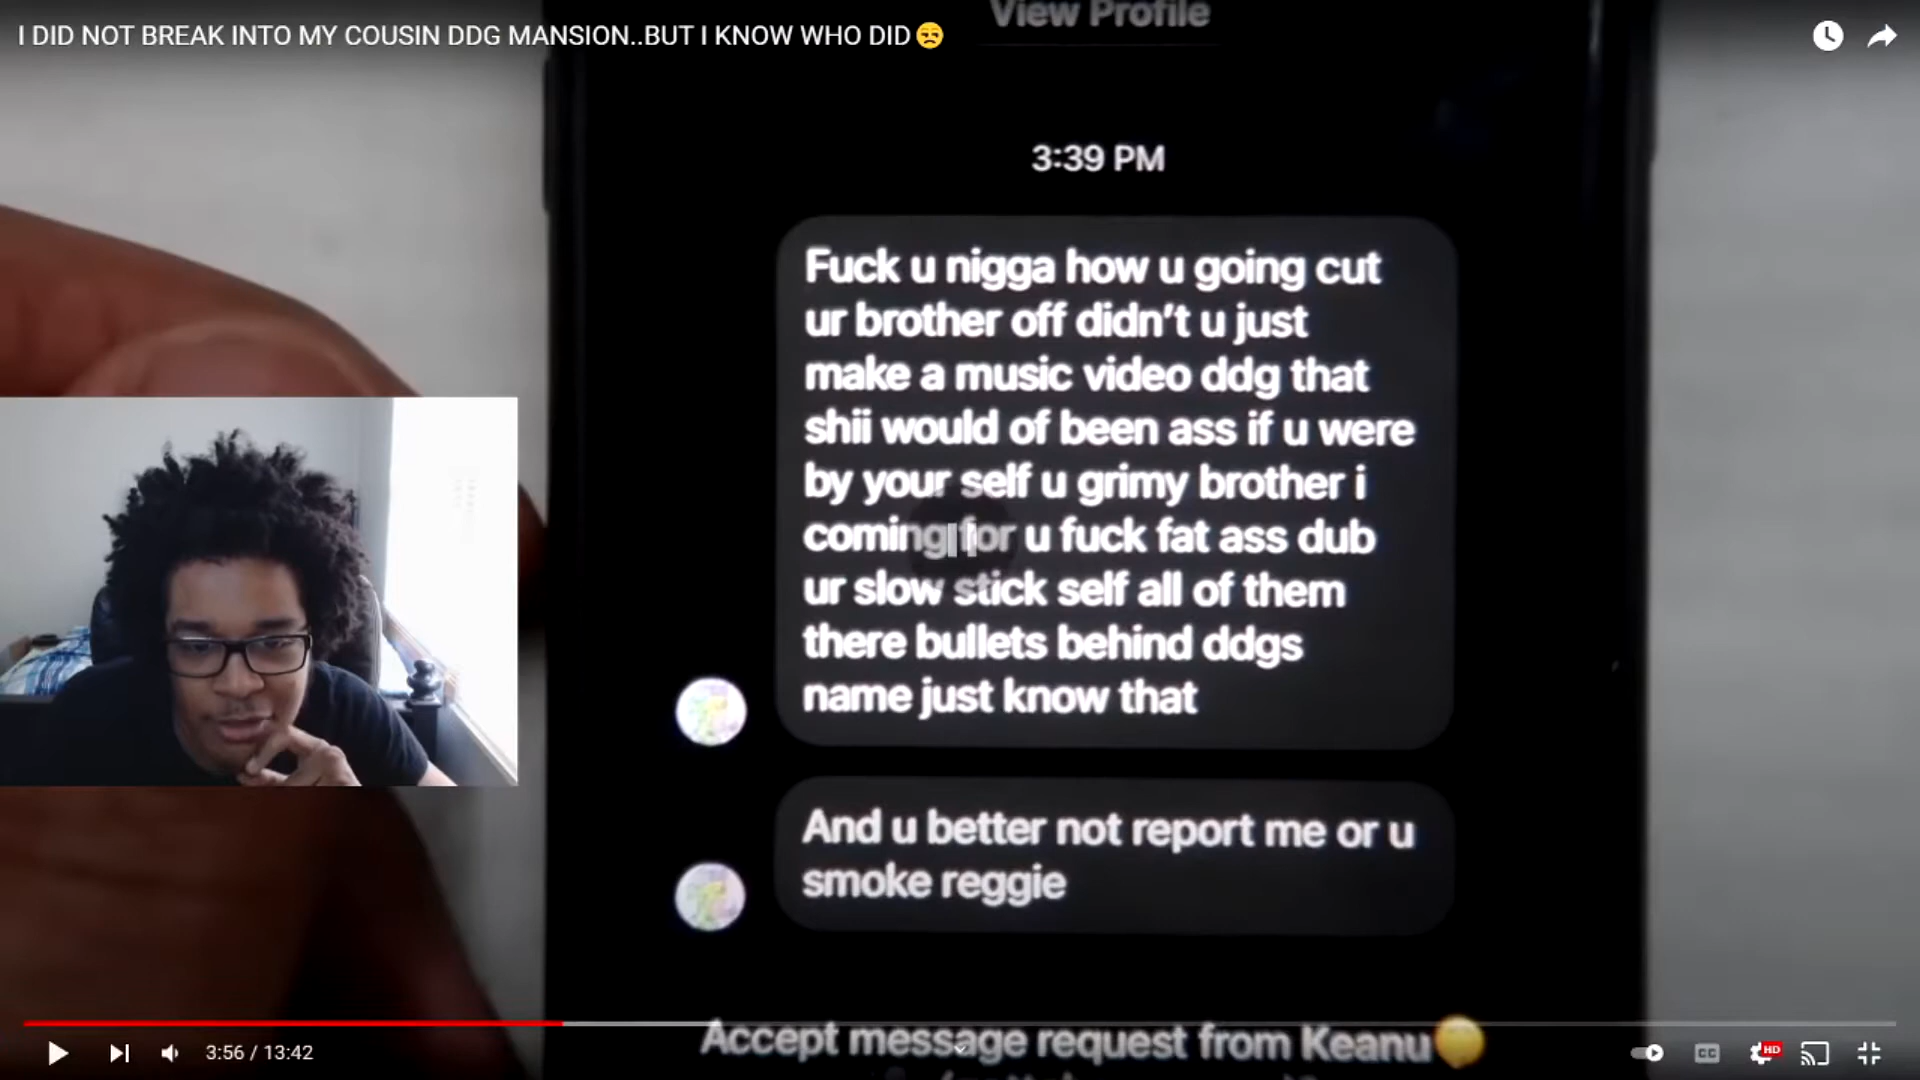 I DID NOT BREAK INTO MY COUSIN DDG MANSION..BUT I KNOW WHO DID😒
View Profile
3:39 PM
Fuck u nigga how u going cut
ur brother off didn't u just
make a music video ddg that
shii would of been ass if u were
by your self u grimy brother i
coming for u fuck fat ass dub
ur slow stick self all of them
there bullets behind ddgs
name just know that
And u better not report me or u
smoke reggie
Accept message request from Keanu
3:56 / 13:42
CC
HD